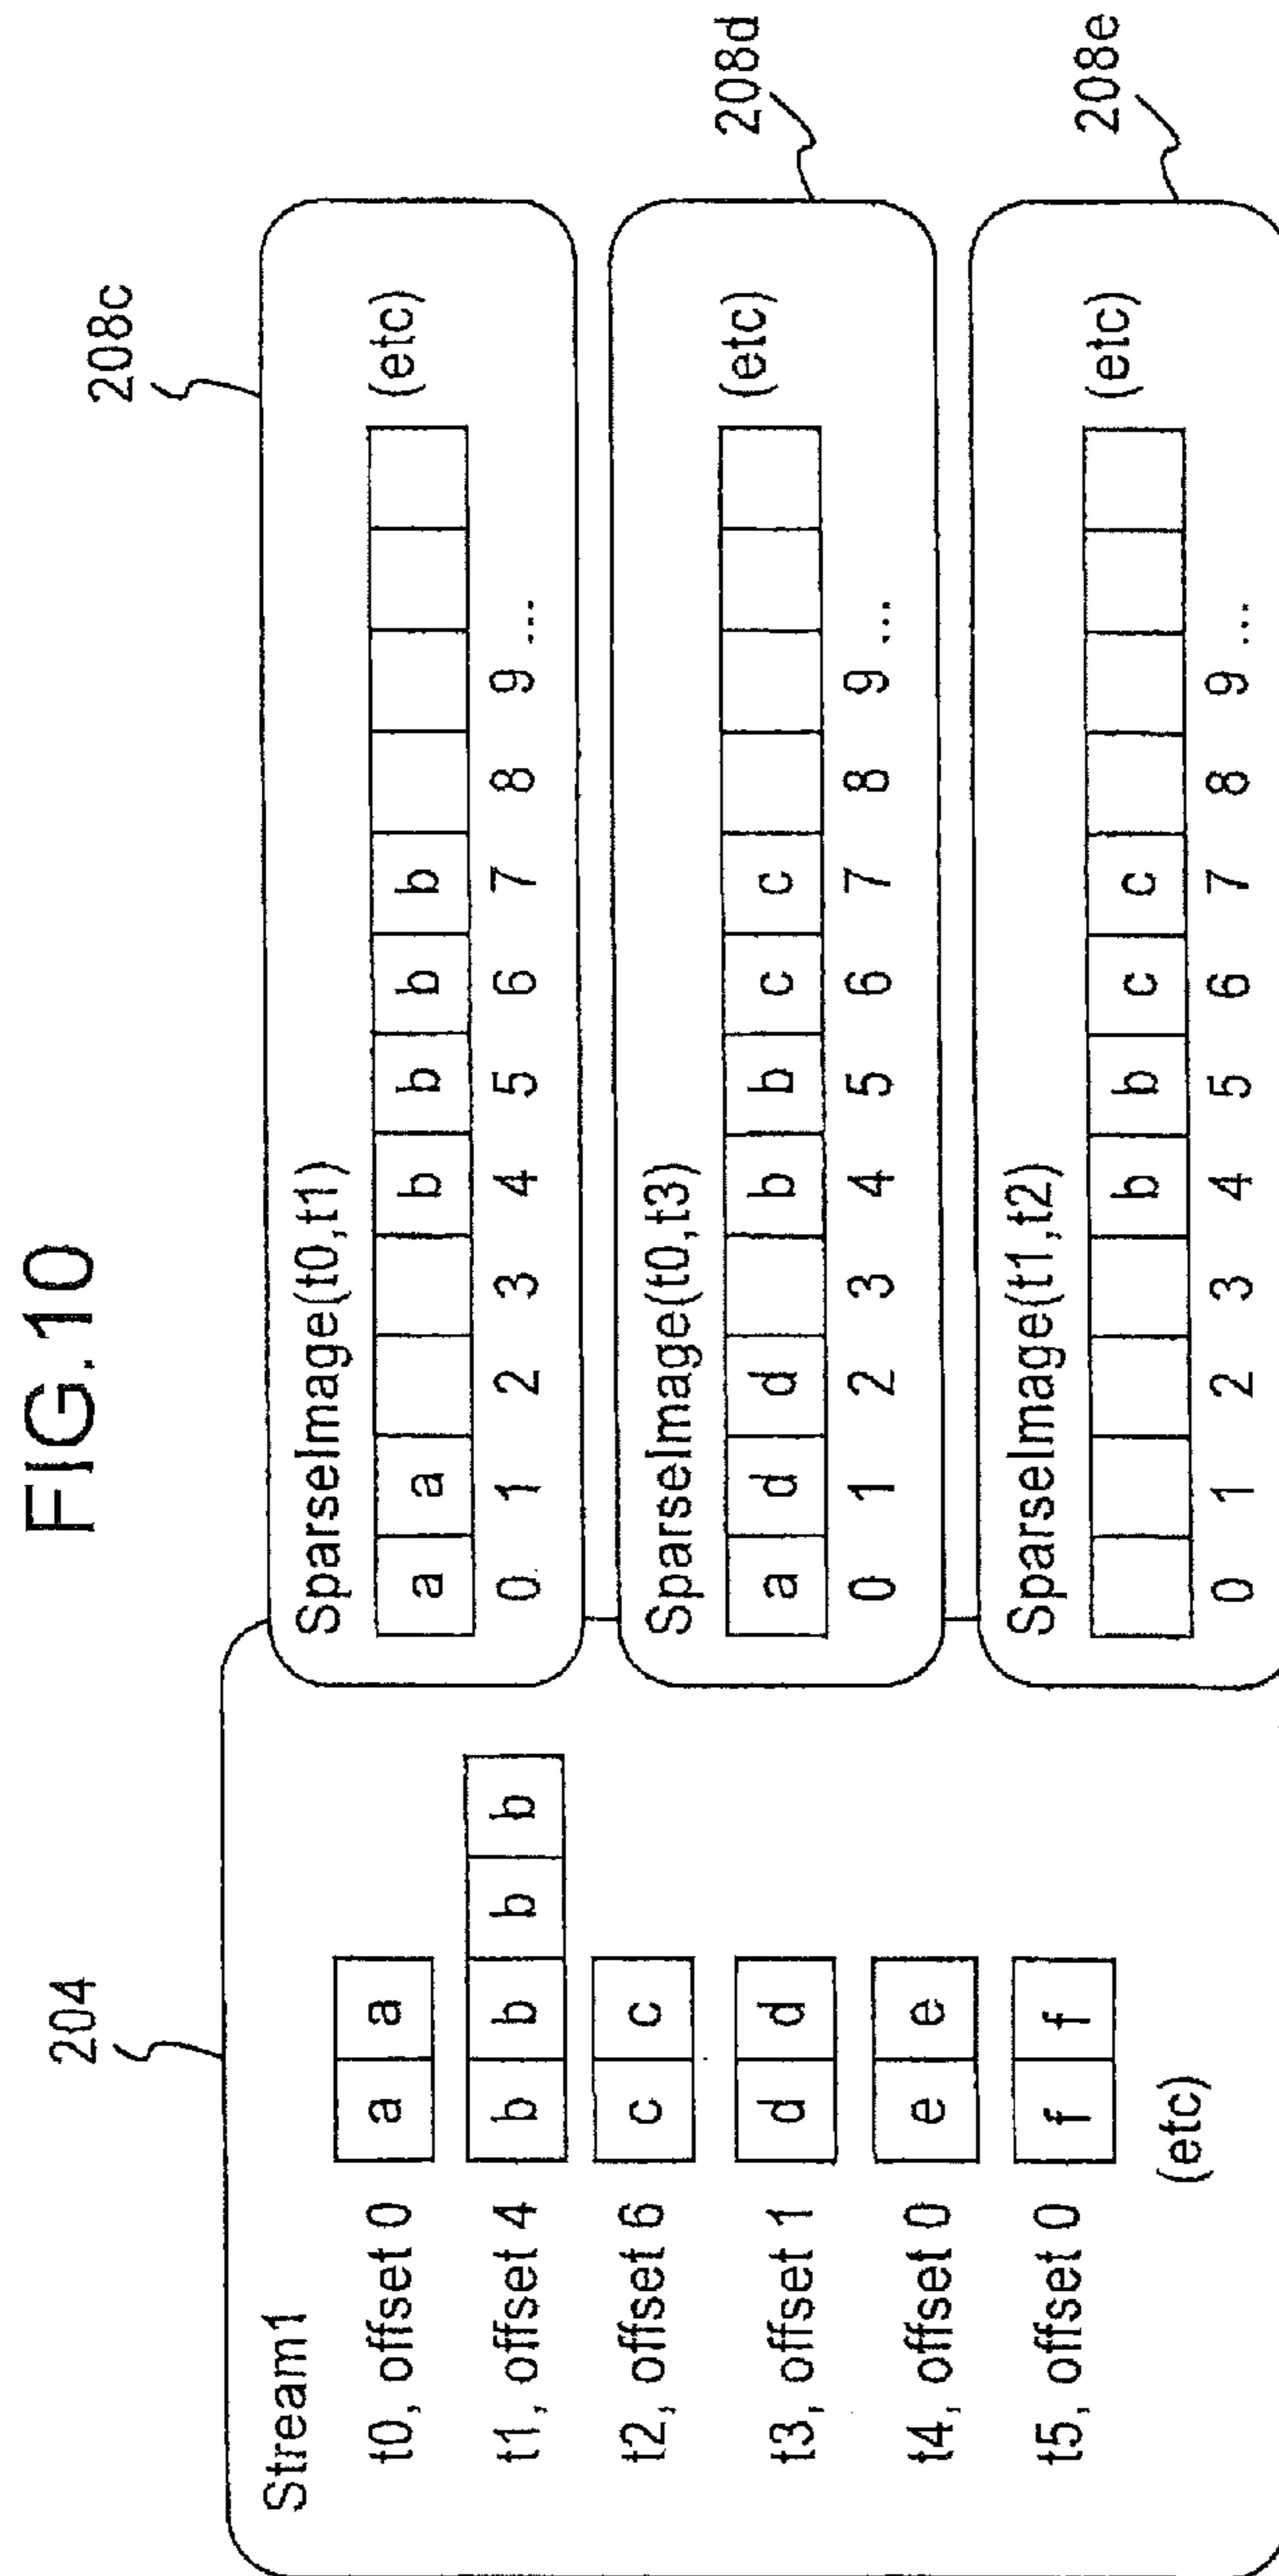 FIG.10
204
Stream1
t0, offset 0 a a
t1, offset 4 b b b b
t2, offset 6 c c
t3, offset 1 d d
t4, offset 0 e e
t5, offset 0 f f
(etc)
208c
SparseImage(t0,t1)
a a b b b b (etc)
0 1 2 3 4 5 6 7 8 9 ...
208d
SparseImage(t0,t3)
a d d b b c c (etc)
0 1 2 3 4 5 6 7 8 9 ...
208e
SparseImage(t1,t2)
b b c c (etc)
0 1 2 3 4 5 6 7 8 9 ...